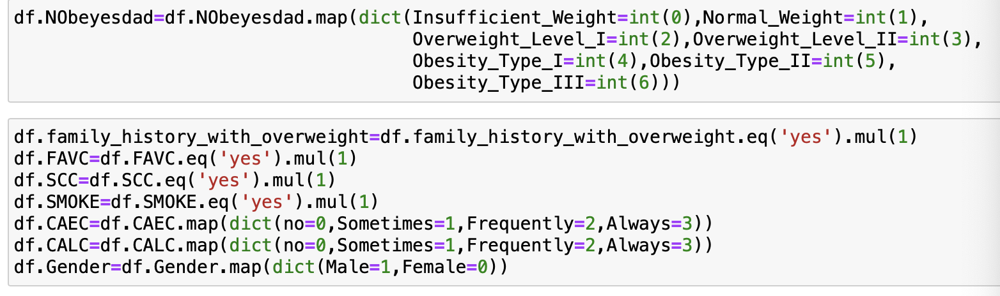 df.NObeyesdad=df.NObeyesdad.map(dict(Insufficient_Weight=int(0),Normal_Weight=int(1),
Overweight_Level_I=int(2),Overweight_Level_II=int(3),
Obesity_Type_I=int(4),Obesity_Type_II=int(5),
Obesity_Type_III=int(6)))
df.family_history_with_overweight=df.family_history_with_overweight.eq('yes').mul(1)
df.FAVC=df.FAVC.eq('yes').mul(1)
df.SCC=df.SCC.eq('yes').mul(1)
df.SMOKE=df.SMOKE.eq('yes').mul(1)
df.CAEC=df.CAEC.map(dict(no=0,Sometimes=1,Frequently=2,Always=3))
df.CALC=df.CALC.map(dict(no=0,Sometimes=1,Frequently=2,Always=3))
df.Gender=df.Gender.map(dict(Male=1,Female=0))